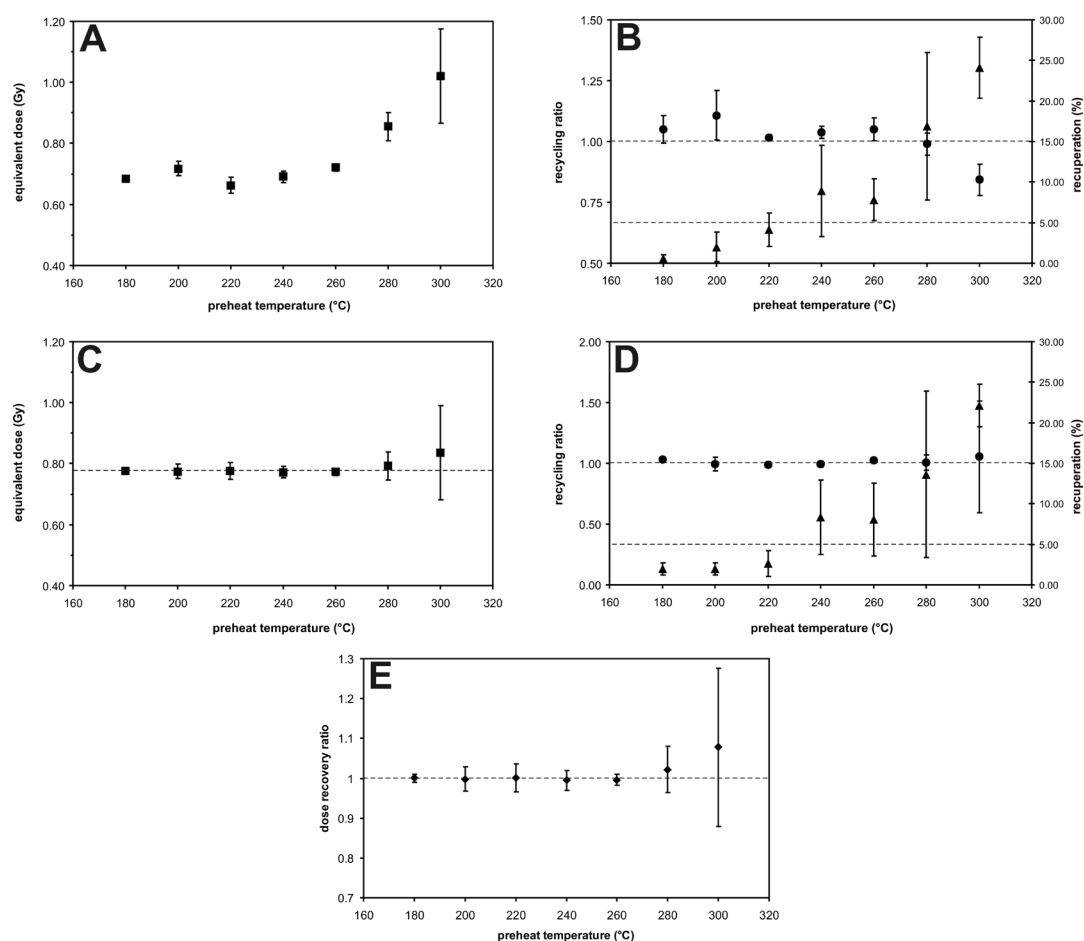 A
1.20
1.00
0.80
0.60
0.40
equivalent dose (Gy)
160 180 200 220 240 260 280 300 320
preheat temperature (°C)
B
1.50
1.25
1.00
0.75
0.50
recycling ratio
30.00
25.00
20.00
15.00
10.00
5.00
0.00
recuperation (%)
160 180 200 220 240 260 280 300 320
preheat temperature (°C)
C
1.20
1.00
0.80
0.60
0.40
equivalent dose (Gy)
160 180 200 220 240 260 280 300 320
preheat temperature (°C)
D
2.00
1.50
1.00
0.50
0.00
recycling ratio
30.00
25.00
20.00
15.00
10.00
5.00
0.00
recuperation (%)
160 180 200 220 240 260 280 300 320
preheat temperature (°C)
E
1.3
1.2
1.1
1
0.9
0.8
0.7
dose recovery ratio
160 180 200 220 240 260 280 300 320
preheat temperature (°C)